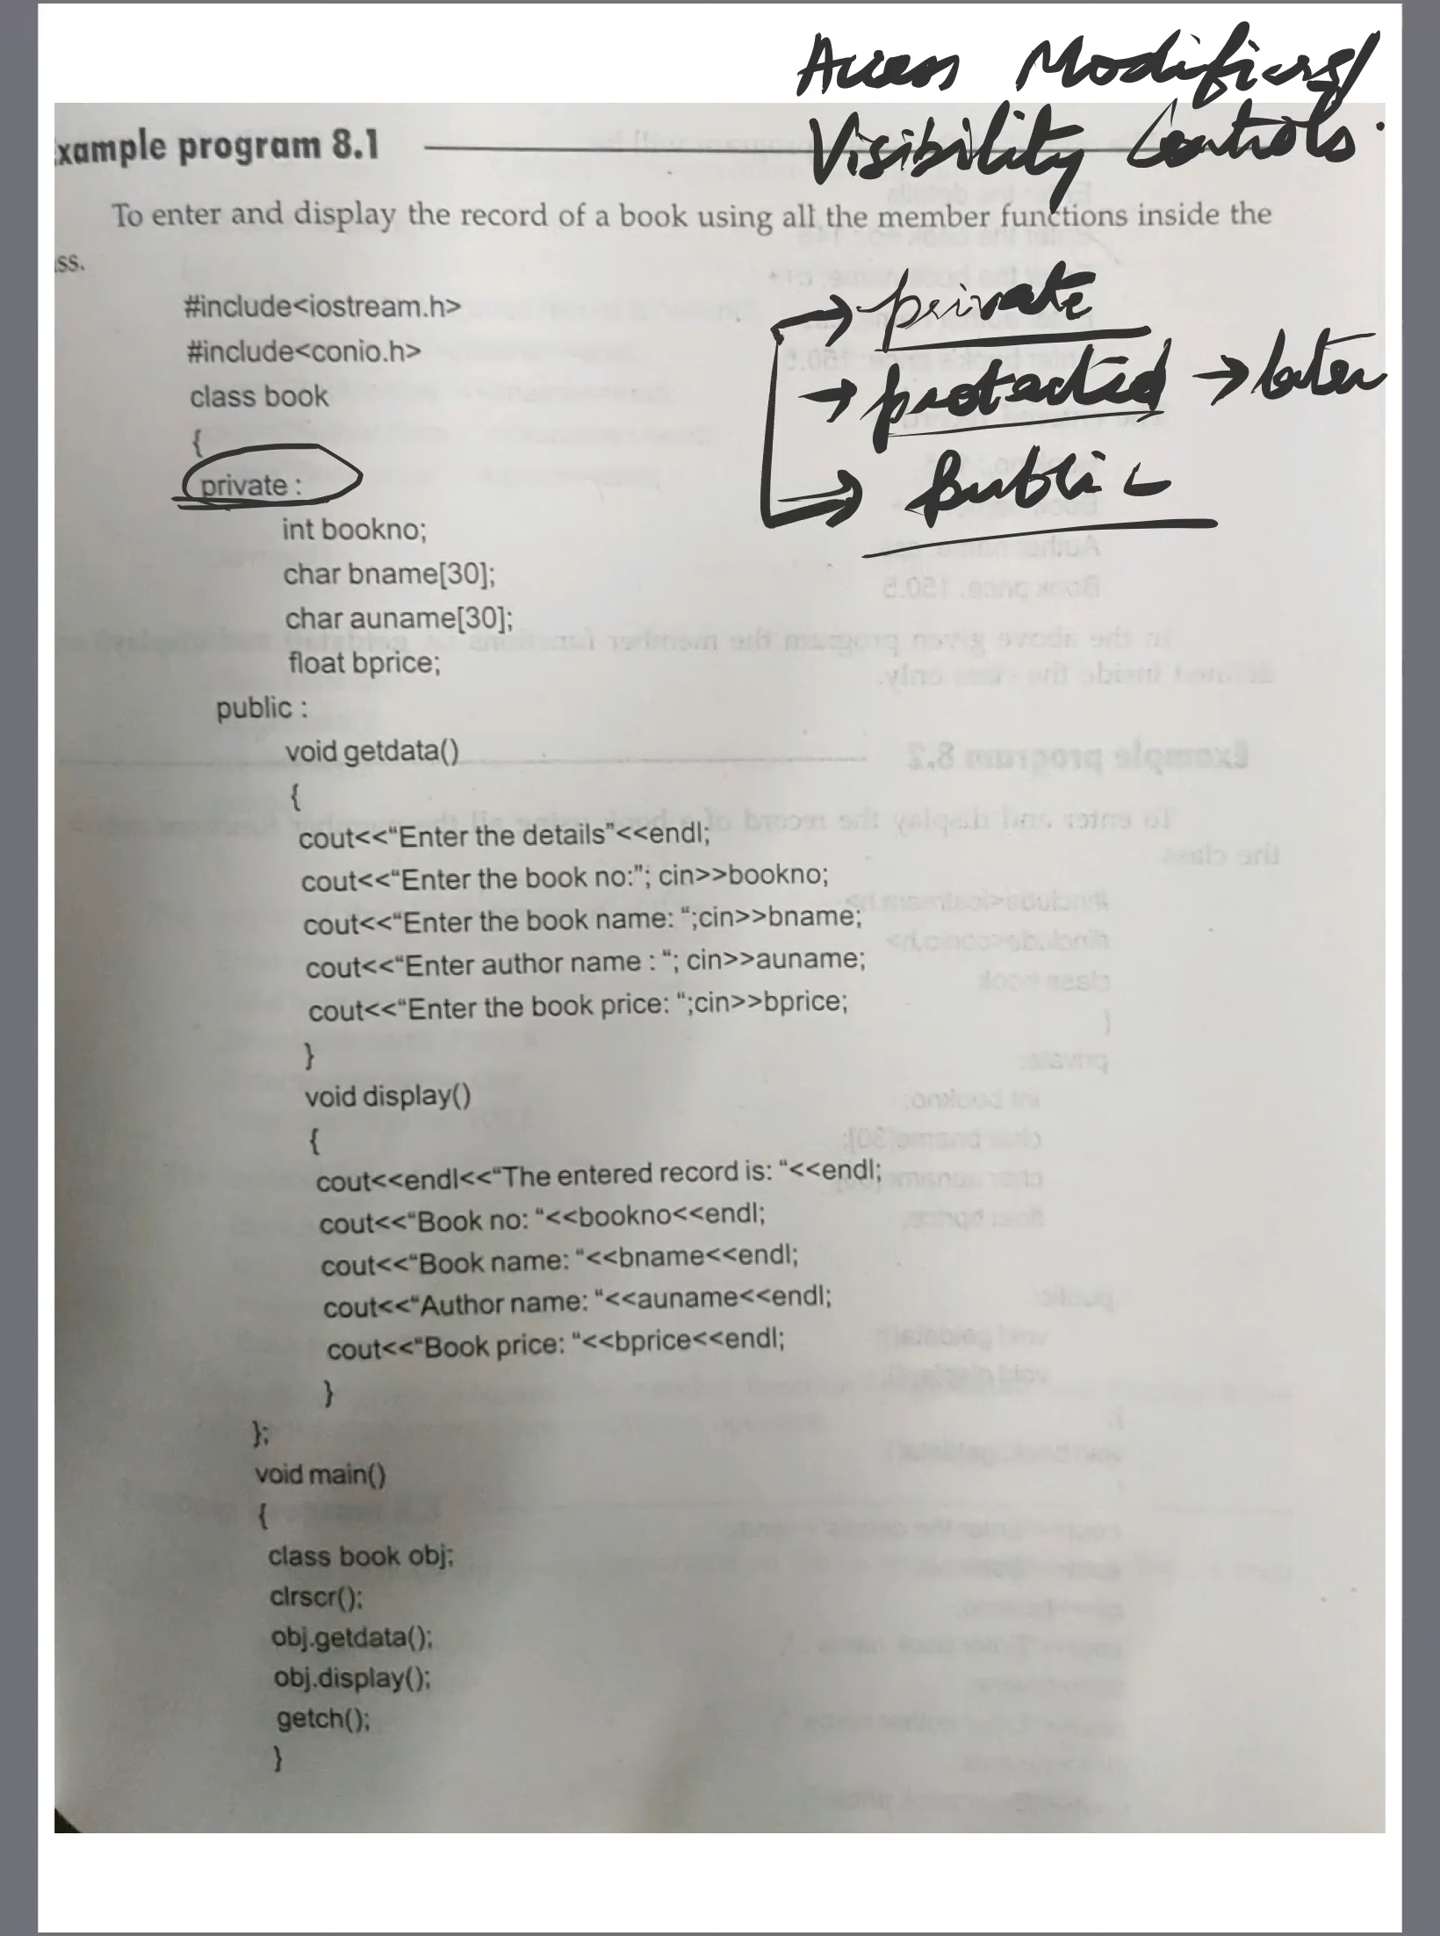 Access Modifiers/
Visibility Controls.
xample program 8.1
To enter and display the record of a book using all the member functions inside the
ss.
→ private
→ protected → later
→ public
#include<iostream.h>
#include<conio.h>
class book
{
private :
int bookno;
char bname[30];
char auname[30];
float bprice;
public :
void getdata()
{
cout<<“Enter the details”<<endl;
cout<<“Enter the book no:”; cin>>bookno;
cout<<“Enter the book name: “;cin>>bname;
cout<<“Enter author name : “; cin>>auname;
cout<<“Enter the book price: “;cin>>bprice;
}
void display()
{
cout<<endl<<“The entered record is: “<<endl;
cout<<“Book no: “<<bookno<<endl;
cout<<“Book name: “<<bname<<endl;
cout<<“Author name: “<<auname<<endl;
cout<<“Book price: “<<bprice<<endl;
}
};
void main()
{
class book obj;
clrscr();
obj.getdata();
obj.display();
getch();
}